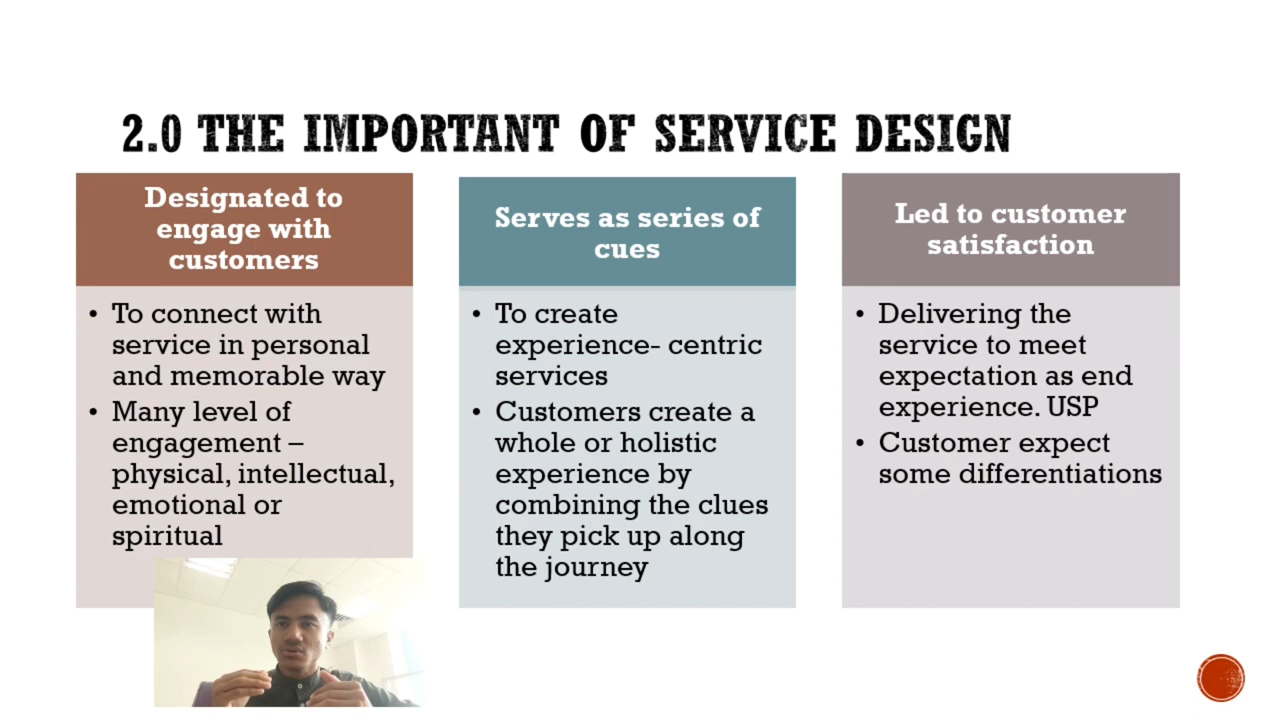 2.0 THE IMPORTANT OF SERVICE DESIGN
Designated to
engage with
customers
• To connect with
service in personal
and memorable way
• Many level of
engagement –
physical, intellectual,
emotional or
spiritual
Serves as series of
cues
• To create
experience- centric
services
• Customers create a
whole or holistic
experience by
combining the clues
they pick up along
the journey
Led to customer
satisfaction
• Delivering the
service to meet
expectation as end
experience. USP
• Customer expect
some differentiations